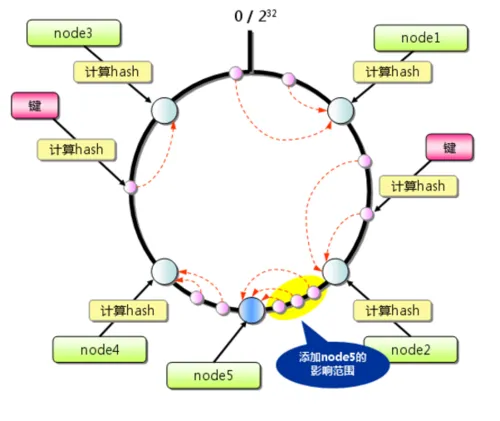 0 / 2³²
node3
node1
计算hash
计算hash
键
键
计算hash
计算hash
计算hash
计算hash
node4
node5
添加node5的
影响范围
node2